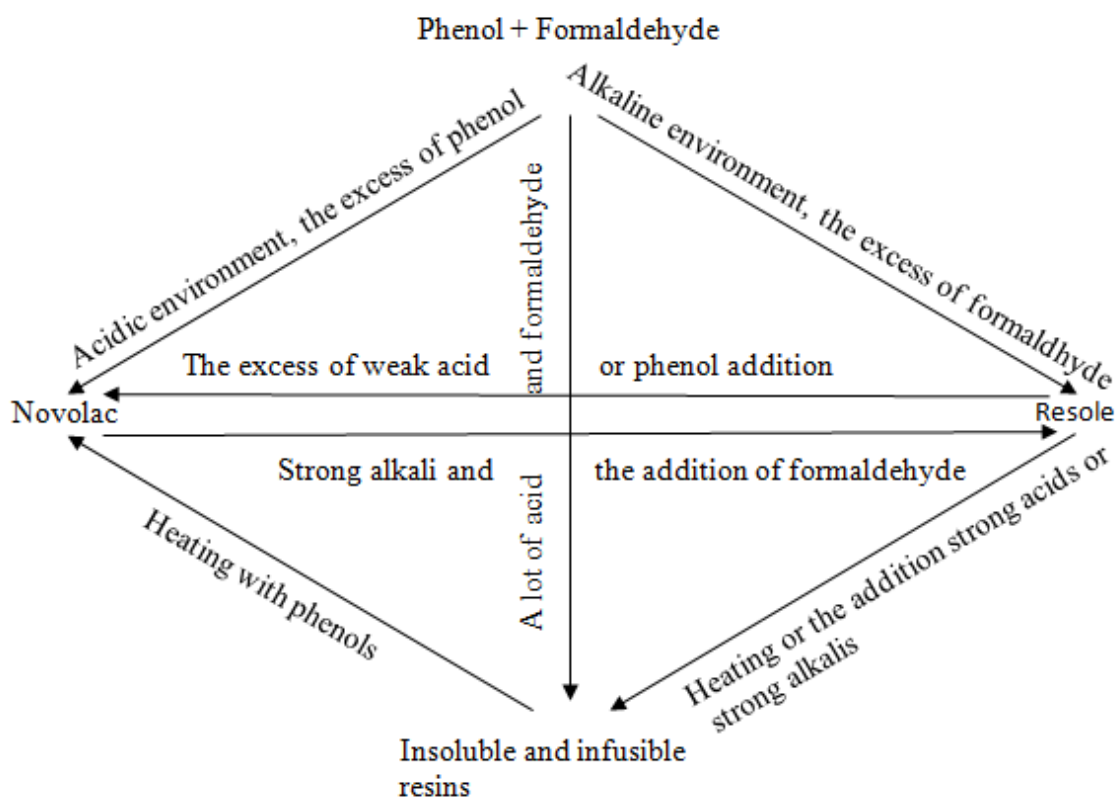 Phenol + Formaldehyde
Acidic environment, the excess of phenol
Alkaline environment, the excess of formaldhyde
A lot of acid and formaldehyde
The excess of weak acid or phenol addition
Novolac
Resole
Strong alkali and the addition of formaldehyde
Heating with phenols
Heating or the addition strong acids or
strong alkalis
Insoluble and infusible
resins